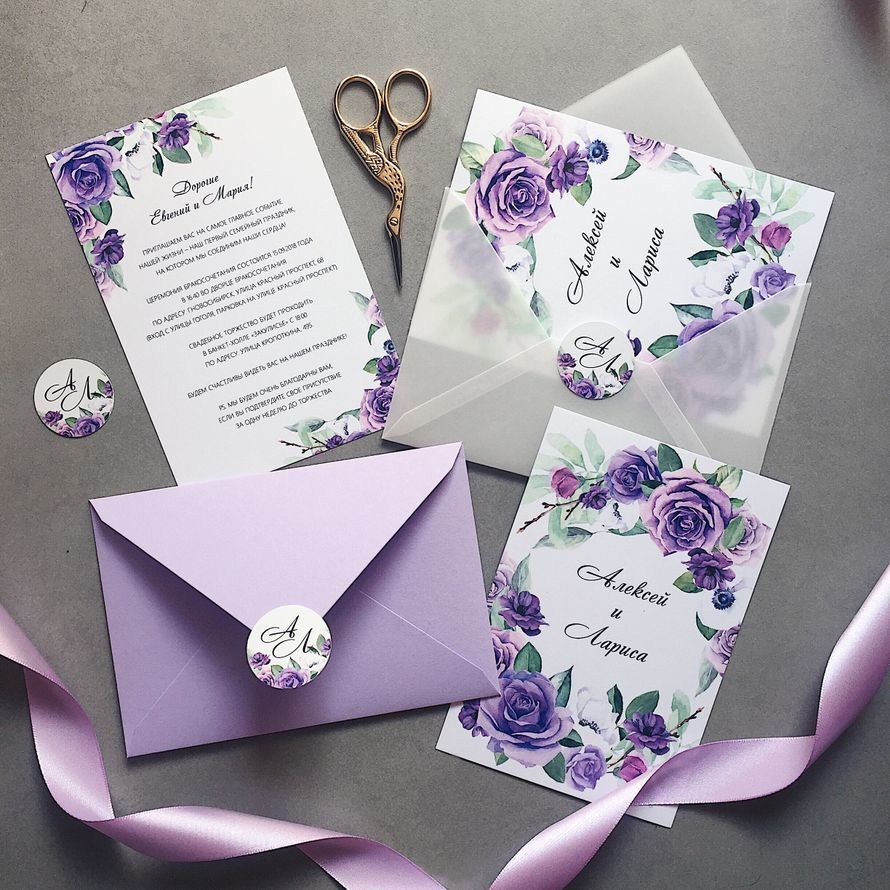 Дорогие
Евгений и Мария!
ПРИГЛАШАЕМ ВАС НА САМОЕ ГЛАВНОЕ СОБЫТИЕ
НАШЕЙ ЖИЗНИ – НАШ ПЕРВЫЙ СЕМЕЙНЫЙ ПРАЗДНИК,
НА КОТОРОМ МЫ СОЕДИНИМ НАШИ СЕРДЦА!
ЦЕРЕМОНИЯ БРАКОСОЧЕТАНИЯ СОСТОИТСЯ 15.09.2018 ГОДА
В 16:40 ВО ДВОРЦЕ БРАКОСОЧЕТАНИЯ
ПО АДРЕСУ: Г.НОВОСИБИРСК, УЛИЦА КРАСНЫЙ ПРОСПЕКТ, 68
(ВХОД С УЛИЦЫ ГОГОЛЯ, ПАРКОВКА НА УЛИЦЕ КРАСНЫЙ ПРОСПЕКТ).
СВАДЕБНОЕ ТОРЖЕСТВО БУДЕТ ПРОХОДИТЬ
В БАНКЕТ-ХОЛЛЕ «ЗАКУЛИСЬЕ» С 18:00
ПО АДРЕСУ: УЛИЦА КРОПОТКИНА, 495.
БУДЕМ СЧАСТЛИВЫ ВИДЕТЬ ВАС НА НАШЕМ ПРАЗДНИКЕ!
P.S. МЫ БУДЕМ ОЧЕНЬ БЛАГОДАРНЫ ВАМ,
ЕСЛИ ВЫ ПОДТВЕРДИТЕ СВОЕ ПРИСУТСТВИЕ
ЗА ОДНУ НЕДЕЛЮ ДО ТОРЖЕСТВА
Алексей
и
Лариса
А Л
А Л
А Л
Алексей
и
Лариса